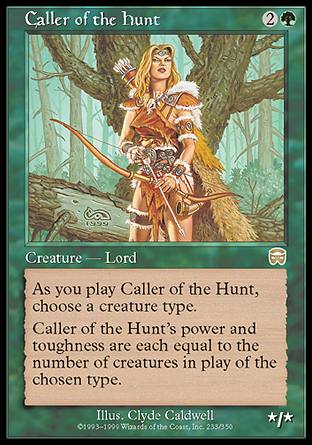 Caller of the Hunt
2
1999
Creature — Lord
As you play Caller of the Hunt,
choose a creature type.
Caller of the Hunt's power and
toughness are each equal to the
number of creatures in play of the
chosen type.
*/*
Illus. Clyde Caldwell
©1993–1999 Wizards of the Coast, Inc. 233/350